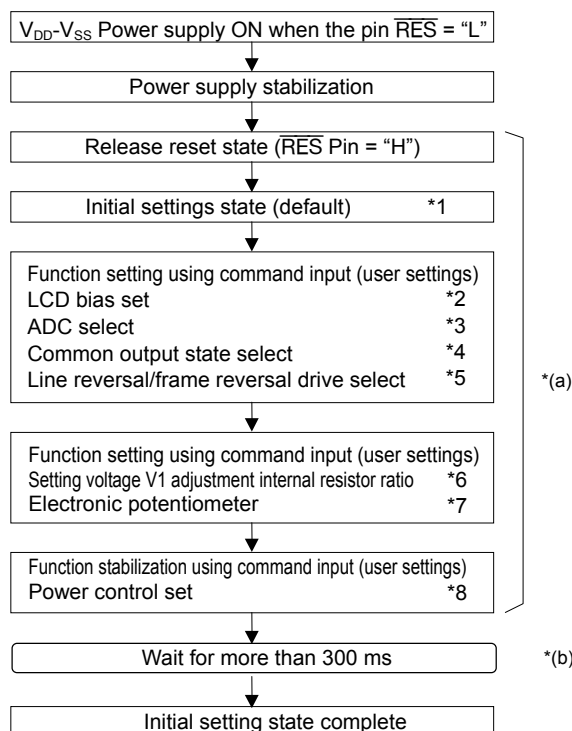 VDD-VSS Power supply ON when the pin R̅E̅S̅ = “L”
Power supply stabilization
Release reset state (R̅E̅S̅ Pin = “H”)
Initial settings state (default) *1
Function setting using command input (user settings)
LCD bias set *2
ADC select *3
Common output state select *4
Line reversal/frame reversal drive select *5
*(a)
Function setting using command input (user settings)
Setting voltage V1 adjustment internal resistor ratio *6
Electronic potentiometer *7
Function stabilization using command input (user settings)
Power control set *8
Wait for more than 300 ms *(b)
Initial setting state complete